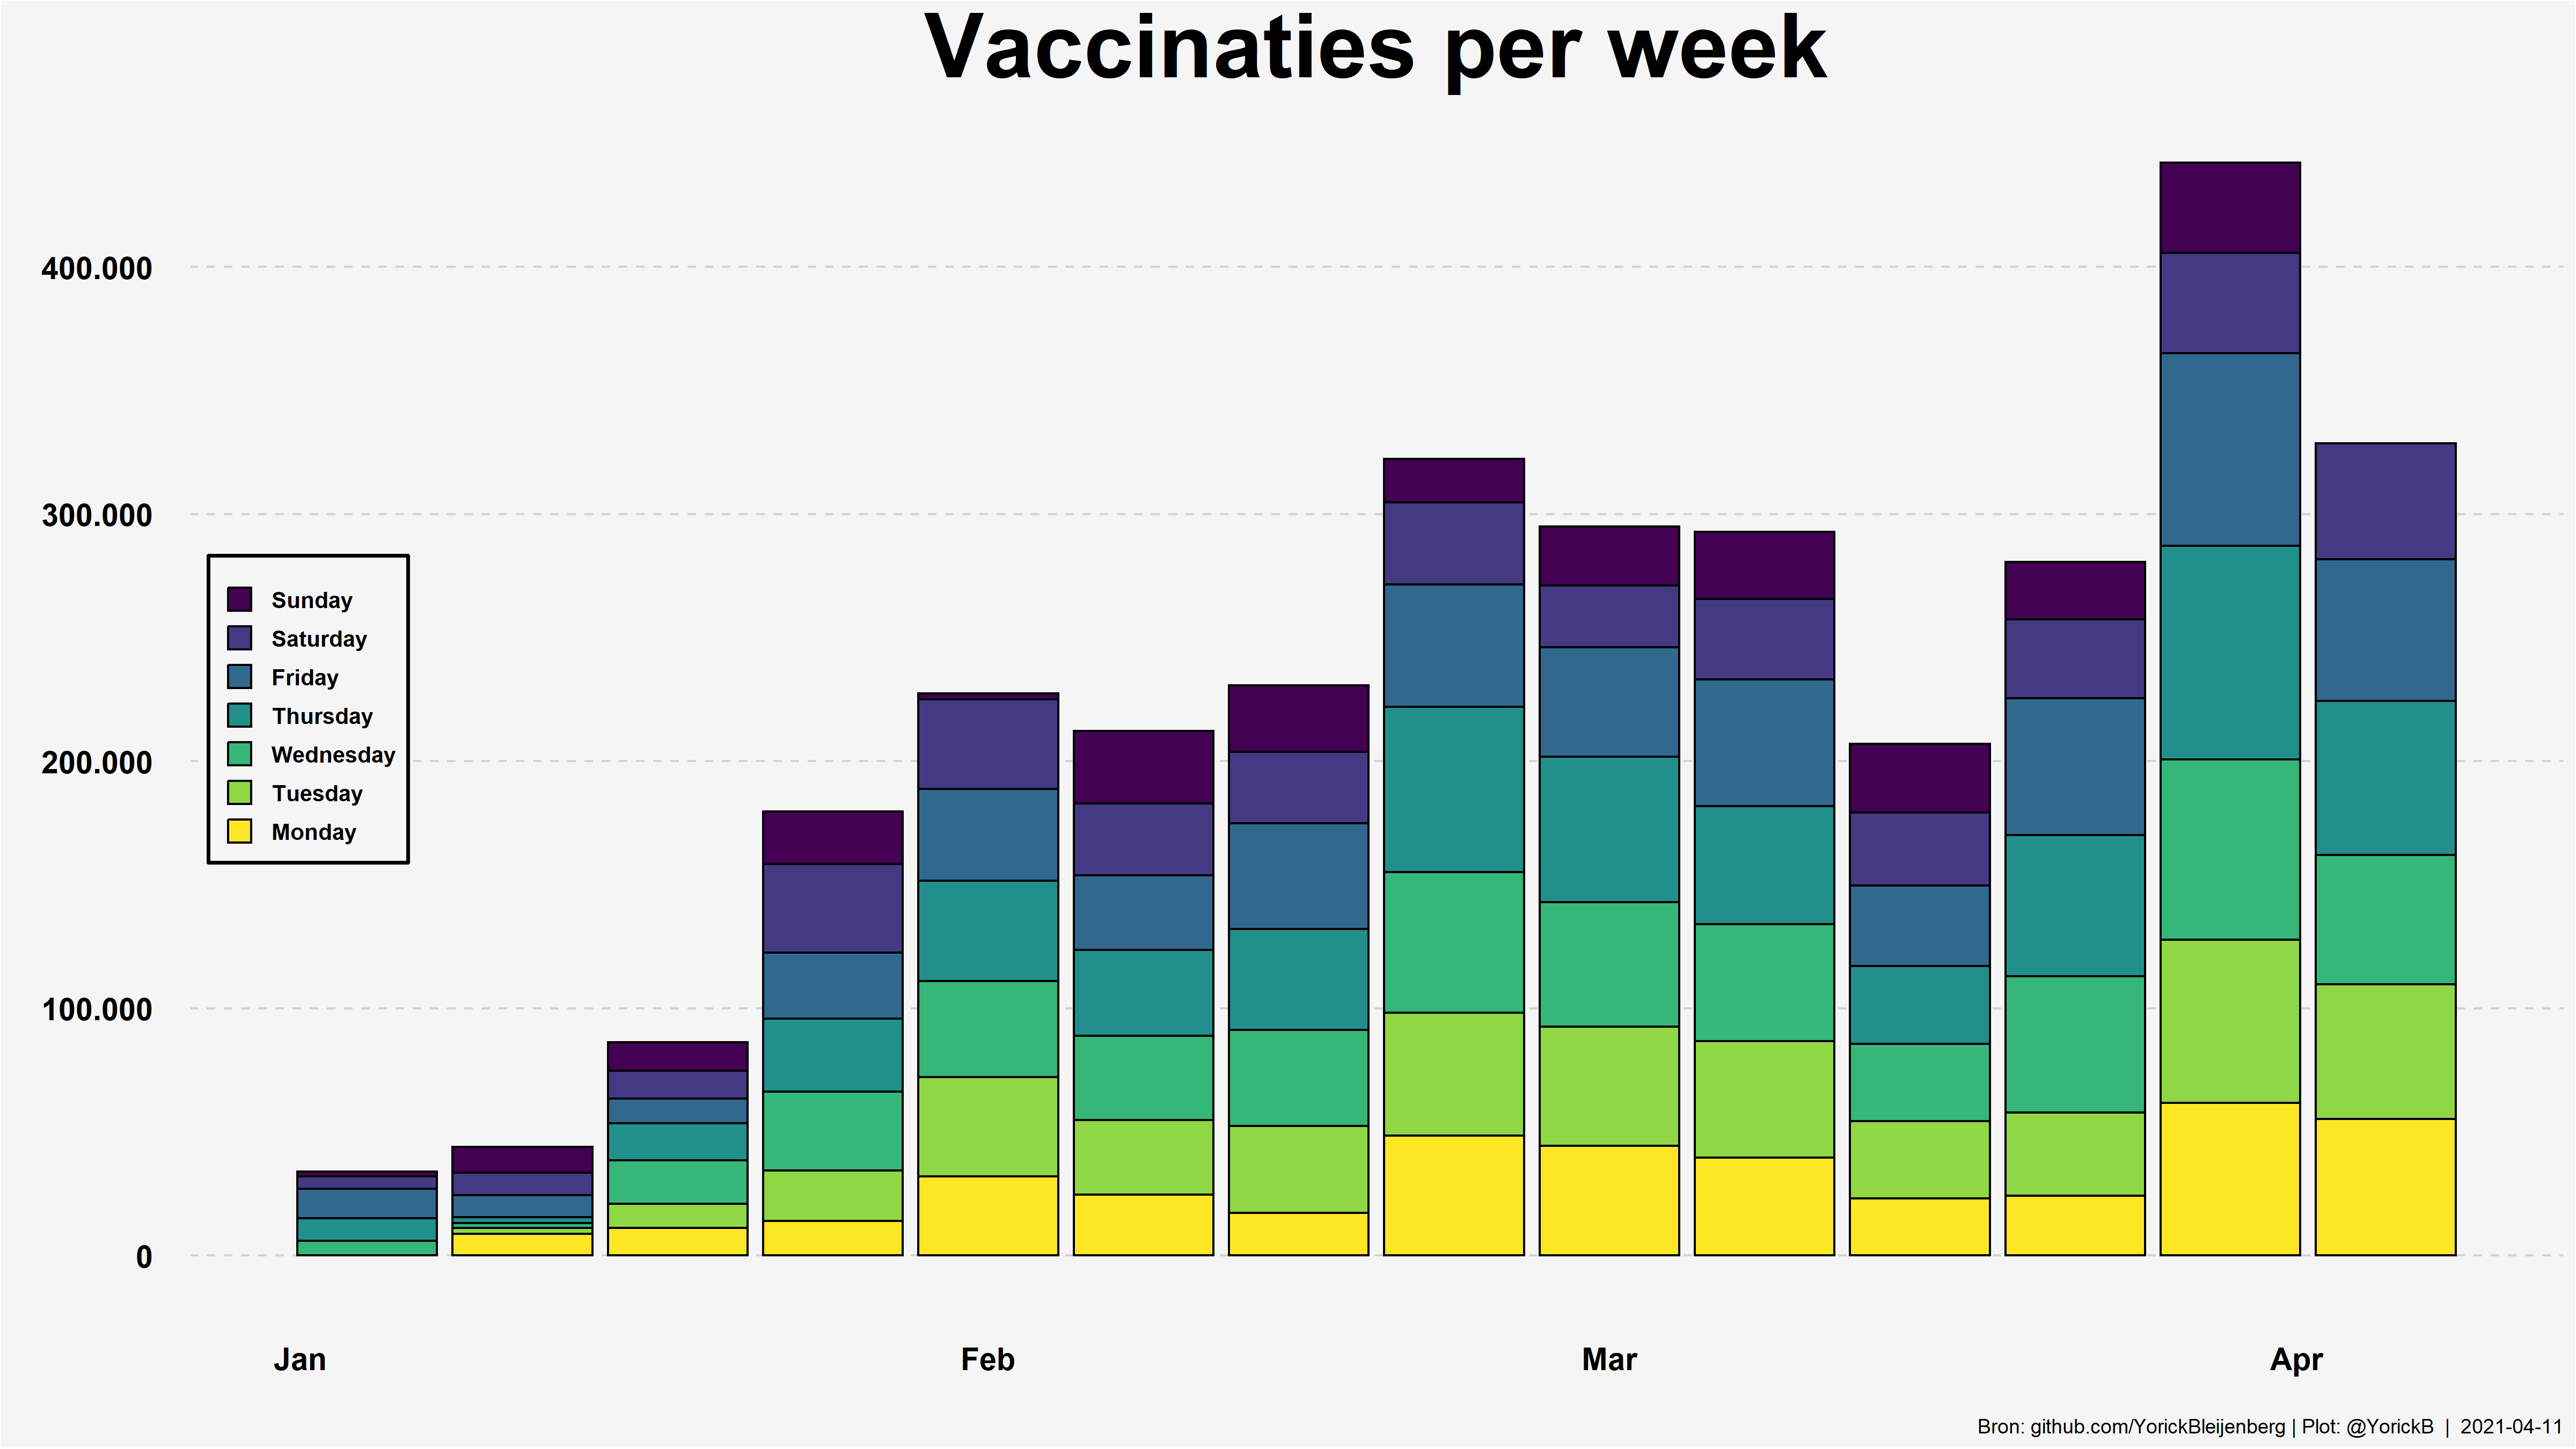 Vaccinaties per week
400.000
300.000
200.000
100.000
0
Sunday
Saturday
Friday
Thursday
Wednesday
Tuesday
Monday
Jan Feb Mar Apr
Bron: github.com/YorickBleijenberg | Plot: @YorickB | 2021-04-11